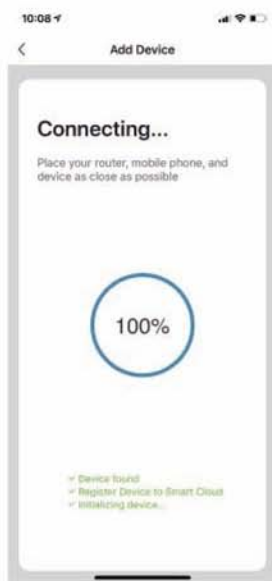 10:08
Add Device
Connecting...
Place your router, mobile phone, and
device as close as possible
100%
Device found
Register Device to Smart Cloud
Initializing device...